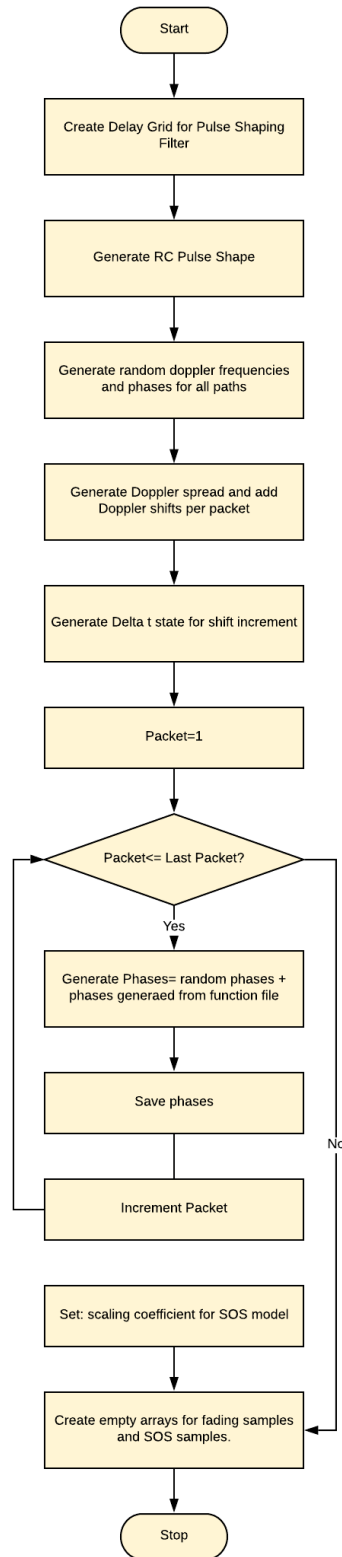 Start
Create Delay Grid for Pulse Shaping
Filter
Generate RC Pulse Shape
Generate random doppler frequencies
and phases for all paths
Generate Doppler spread and add
Doppler shifts per packet
Generate Delta t state for shift increment
Packet=1
Packet<= Last Packet?
Yes
Generate Phases= random phases +
phases generaed from function file
Save phases
No
Increment Packet
Set: scaling coefficient for SOS model
Create empty arrays for fading samples
and SOS samples.
Stop